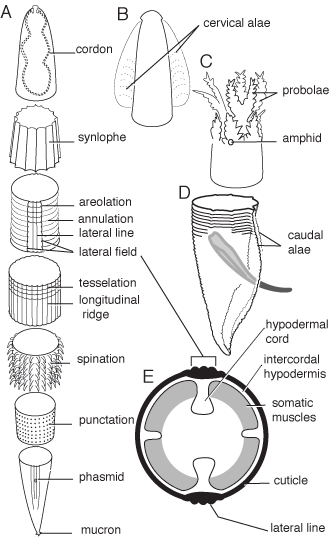 A
cordon
synlophe
areolation
annulation
lateral line
lateral field
tesselation
longitudinal
ridge
spination
punctation
phasmid
mucron
B
cervical alae
C
probolae
amphid
D
caudal
alae
E
hypodermal
cord
intercordal
hypodermis
somatic
muscles
cuticle
lateral line